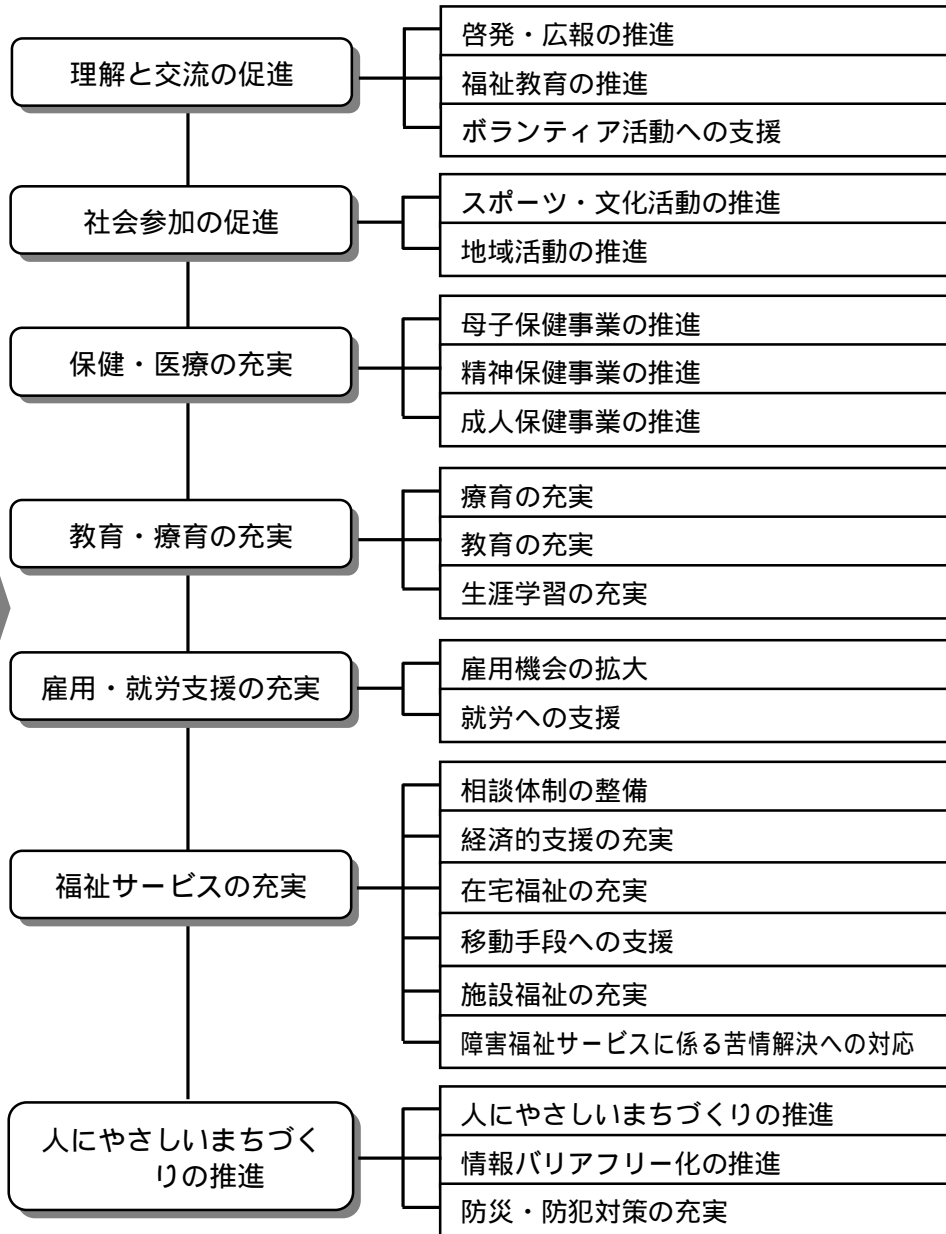 理解と交流の促進
啓発・広報の推進
福祉教育の推進
ボランティア活動への支援
社会参加の促進
スポーツ・文化活動の推進
地域活動の推進
保健・医療の充実
母子保健事業の推進
精神保健事業の推進
成人保健事業の推進
教育・療育の充実
療育の充実
教育の充実
生涯学習の充実
雇用・就労支援の充実
雇用機会の拡大
就労への支援
福祉サービスの充実
相談体制の整備
経済的支援の充実
在宅福祉の充実
移動手段への支援
施設福祉の充実
障害福祉サービスに係る苦情解決への対応
人にやさしいまちづく
りの推進
人にやさしいまちづくりの推進
情報バリアフリー化の推進
防災・防犯対策の充実